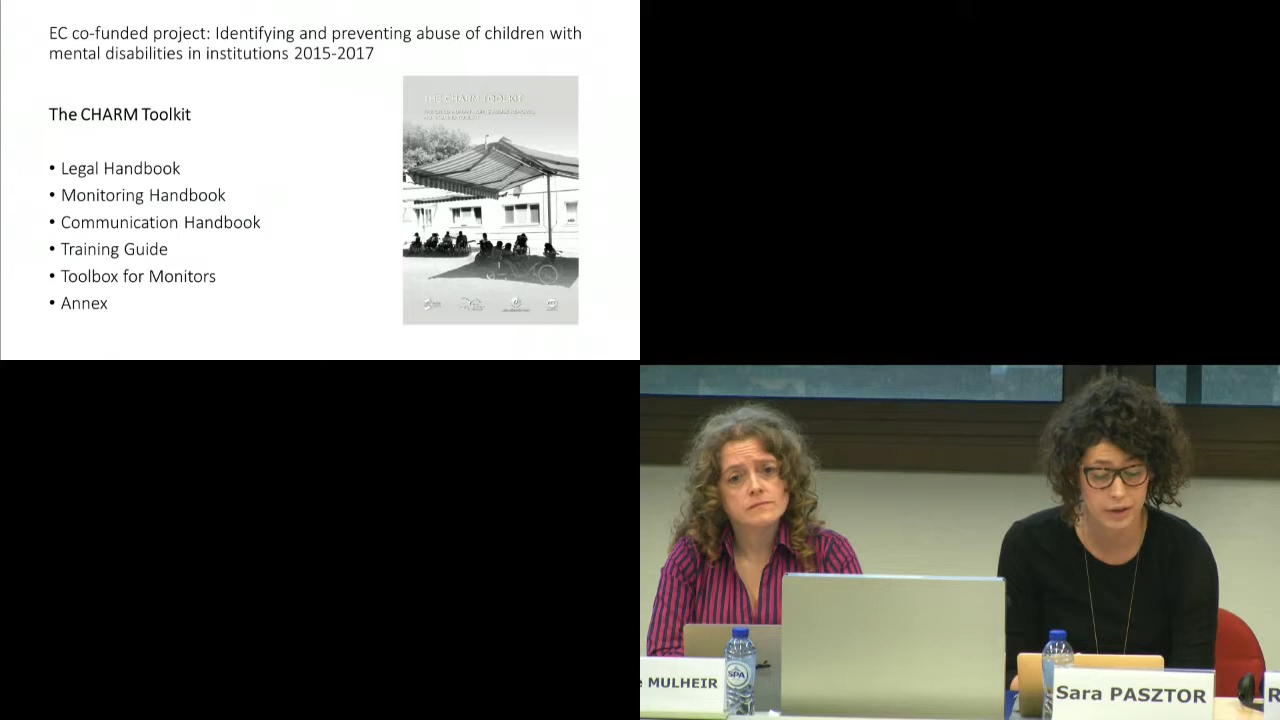 EC co-funded project: Identifying and preventing abuse of children with
mental disabilities in institutions 2015-2017
The CHARM Toolkit
• Legal Handbook
• Monitoring Handbook
• Communication Handbook
• Training Guide
• Toolbox for Monitors
• Annex
THE CHARM TOOLKIT
MULHEIR
SPA
Sara PASZTOR
R